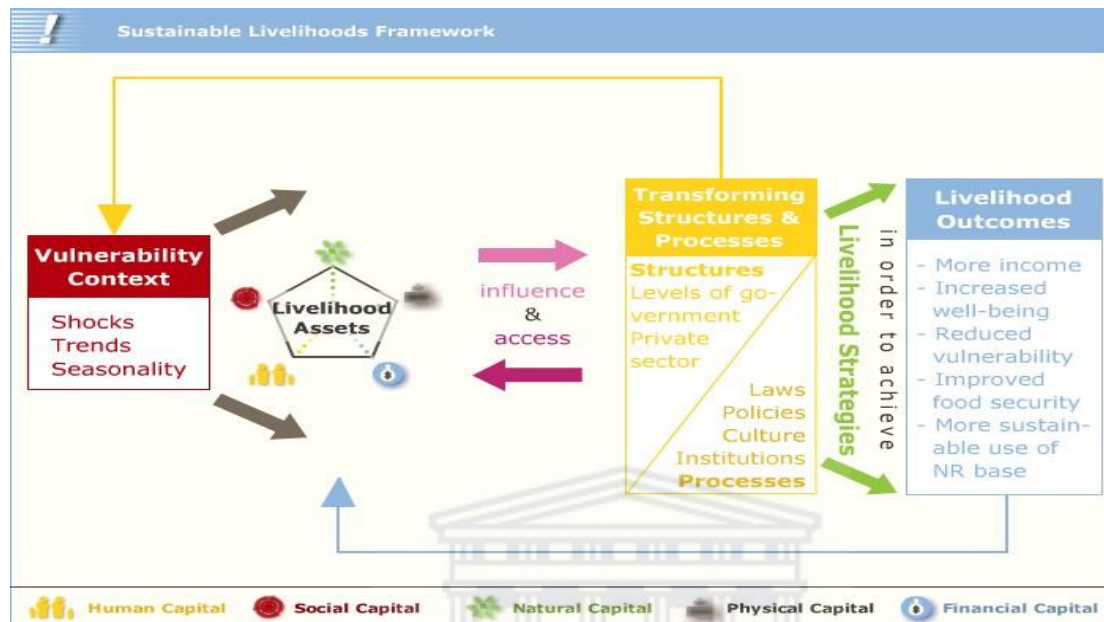 Sustainable Livelihoods Framework
Vulnerability
Context
Shocks
Trends
Seasonality
Livelihood
Assets
influence
&
access
Transforming
Structures &
Processes
Structures
Levels of go-
vernment
Private
sector
Laws
Policies
Culture
Institutions
Processes
Livelihood Strategies
in order to achieve
Livelihood
Outcomes
- More income
- Increased
well-being
- Reduced
vulnerability
- Improved
food security
- More sustain-
able use of
NR base
Human Capital
Social Capital
Natural Capital
Physical Capital
Financial Capital